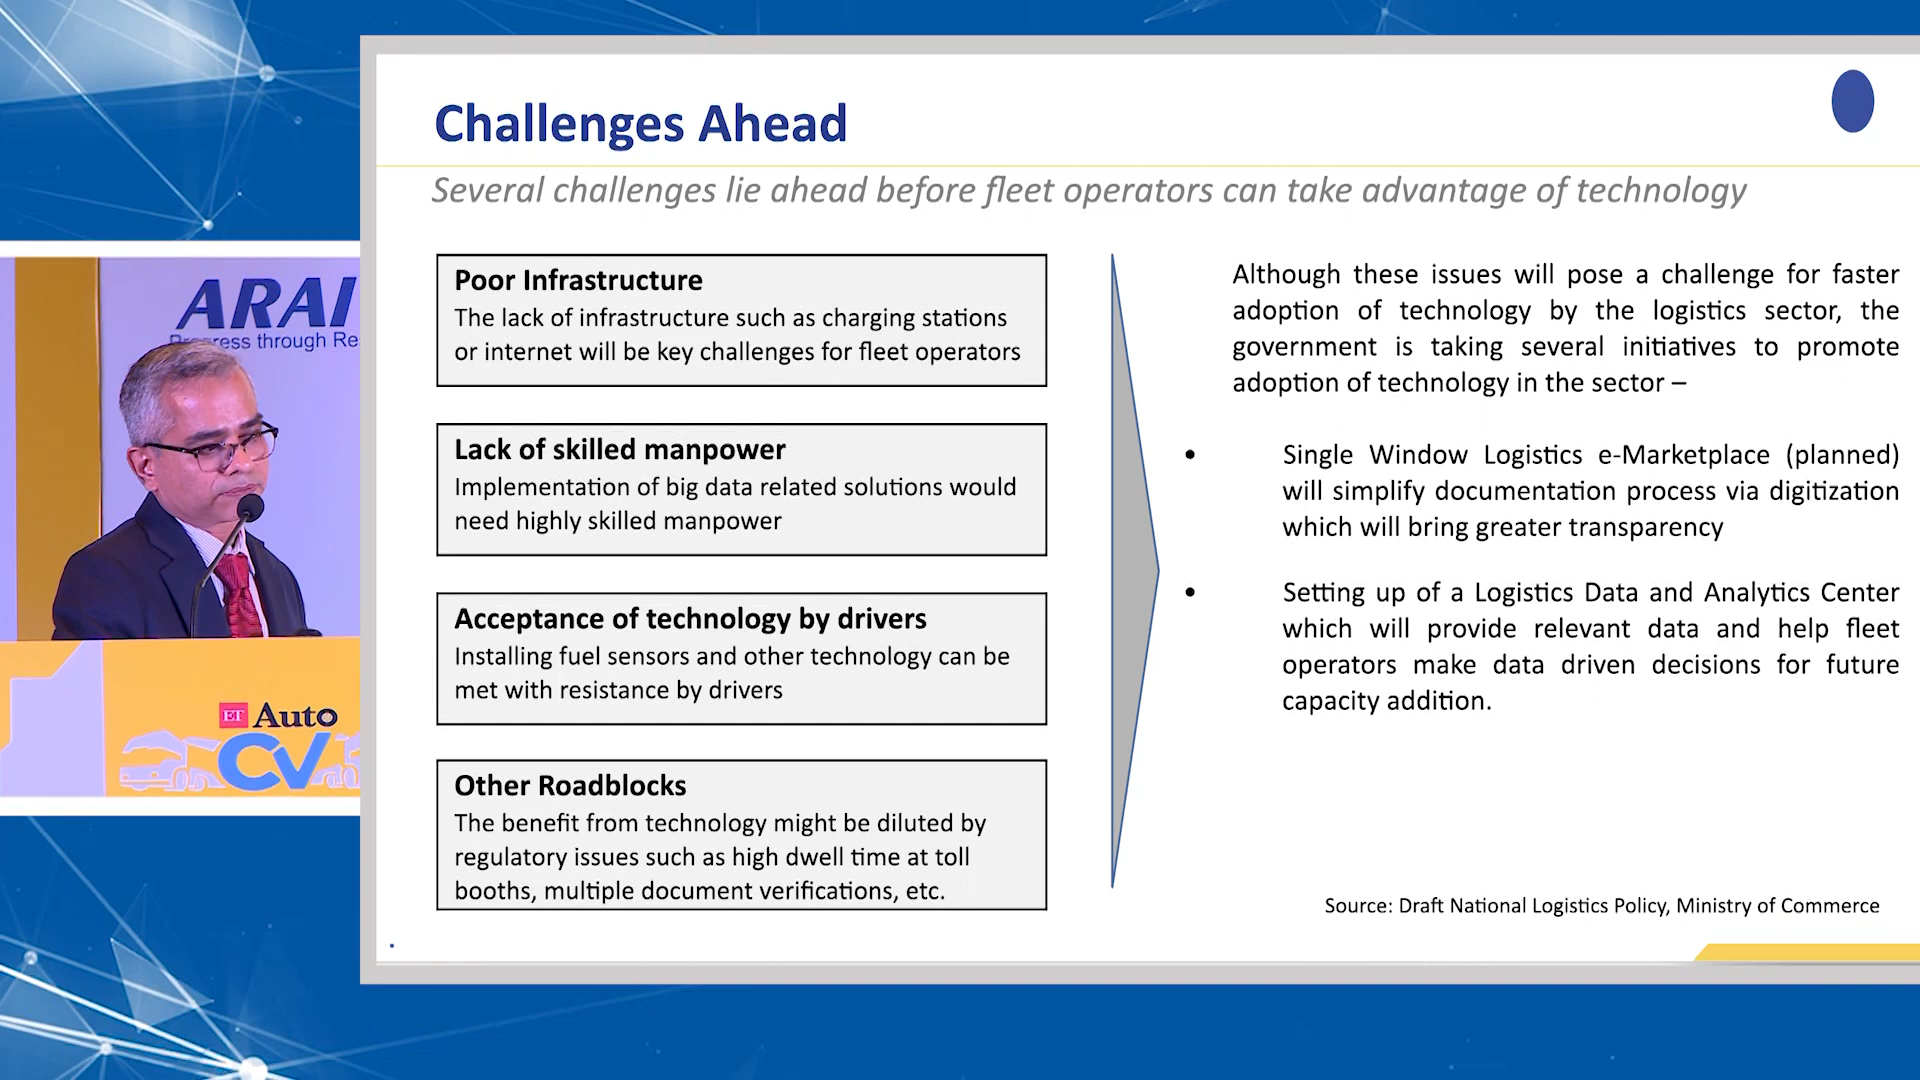 Challenges Ahead
Several challenges lie ahead before fleet operators can take advantage of technology
Poor Infrastructure
The lack of infrastructure such as charging stations
or internet will be key challenges for fleet operators
Lack of skilled manpower
Implementation of big data related solutions would
need highly skilled manpower
Acceptance of technology by drivers
Installing fuel sensors and other technology can be
met with resistance by drivers
Other Roadblocks
The benefit from technology might be diluted by
regulatory issues such as high dwell time at toll
booths, multiple document verifications, etc.
Although these issues will pose a challenge for faster
adoption of technology by the logistics sector, the
government is taking several initiatives to promote
adoption of technology in the sector –
• Single Window Logistics e-Marketplace (planned)
will simplify documentation process via digitization
which will bring greater transparency
• Setting up of a Logistics Data and Analytics Center
which will provide relevant data and help fleet
operators make data driven decisions for future
capacity addition.
Source: Draft National Logistics Policy, Ministry of Commerce
ARAI
through Re
ET Auto
CV